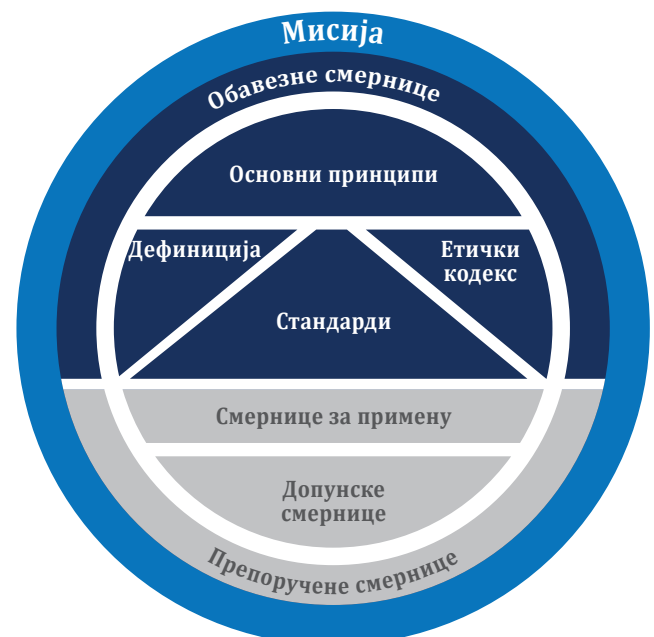 Мисија
Обавезне смернице
Основни принципи
Дефиниција
Етички
кодекс
Стандарди
Смернице за примену
Допунске
смернице
Препоручене смернице